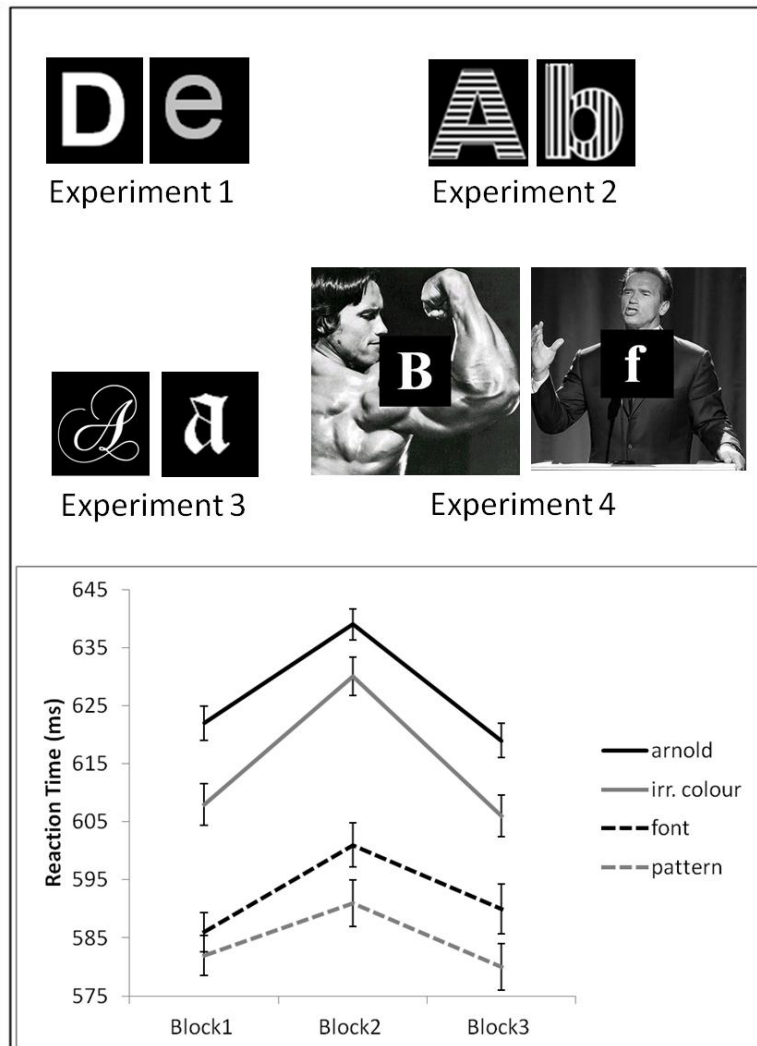 D e
A b
Experiment 1
Experiment 2
A a
B f
Experiment 3
Experiment 4
645
635
625
615
605
595
585
575
Reaction Time (ms)
Block1 Block2 Block3
arnold
irr. colour
font
pattern